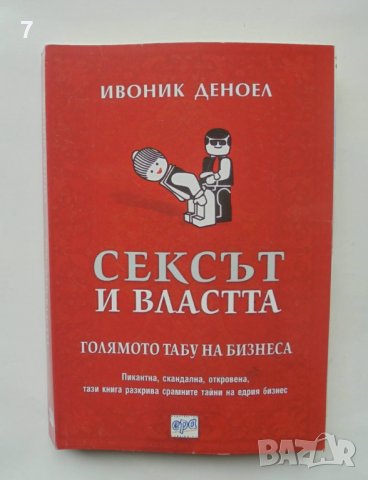 7
ИВОНИК ДЕНОЕЛ
СЕКСЪТ
И ВЛАСТТА
ГОЛЯМОТО ТАБУ НА БИЗНЕСА
Пикантна, скандална, откровена,
тази книга разкрива срамните тайни на едрия бизнес
ера
BAZAR